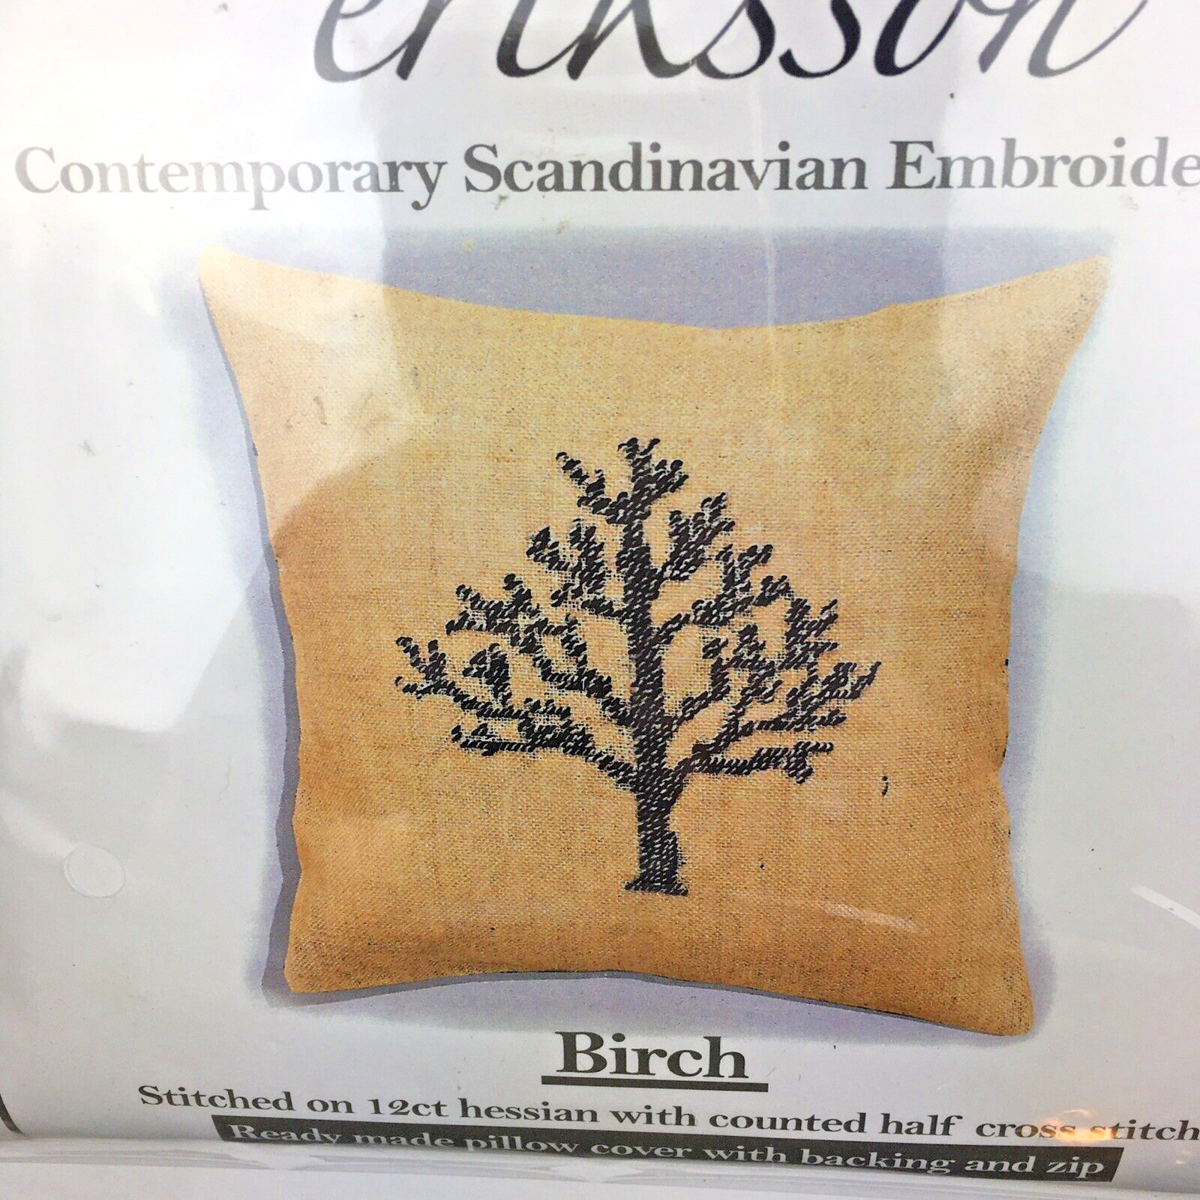 eriksson
Contemporary Scandinavian Embroide
Birch
Stitched on 12ct hessian with counted half cross stitch
Ready made pillow cover with backing and zip